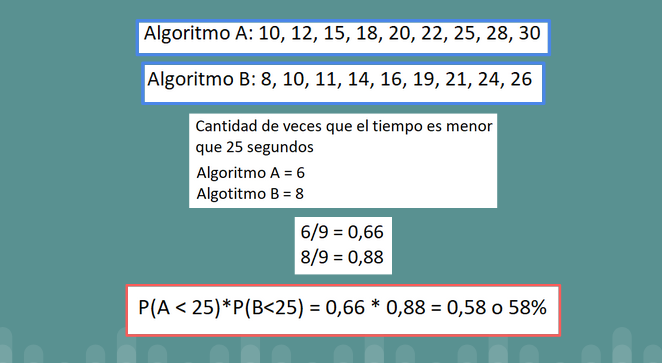 Algoritmo A: 10, 12, 15, 18, 20, 22, 25, 28, 30
Algoritmo B: 8, 10, 11, 14, 16, 19, 21, 24, 26
Cantidad de veces que el tiempo es menor
que 25 segundos
Algoritmo A = 6
Algotitmo B = 8
6/9 = 0,66
8/9 = 0,88
P(A < 25)*P(B<25) = 0,66 * 0,88 = 0,58 o 58%